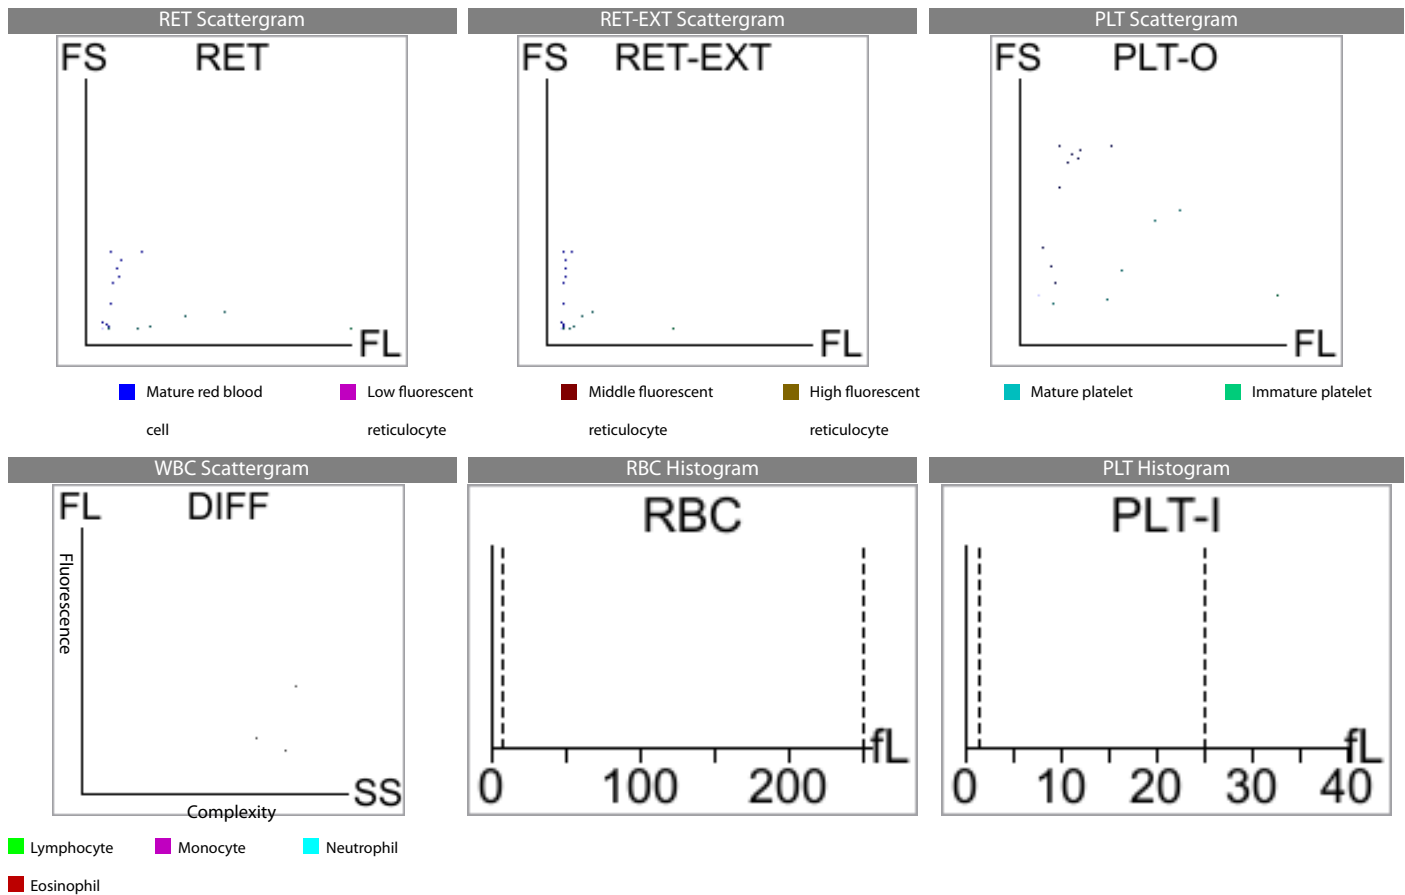 RET Scattergram
RET-EXT Scattergram
PLT Scattergram
FS RET
FS RET-EXT
FS PLT-O
FL
FL
FL
Mature red blood
cell
Low fluorescent
reticulocyte
Middle fluorescent
reticulocyte
High fluorescent
reticulocyte
Mature platelet
Immature platelet
WBC Scattergram
RBC Histogram
PLT Histogram
FL DIFF
Fluorescence
SS
Complexity
RBC
fL
0 100 200
PLT-I
fL
0 10 20 30 40
Lymphocyte
Monocyte
Neutrophil
Eosinophil